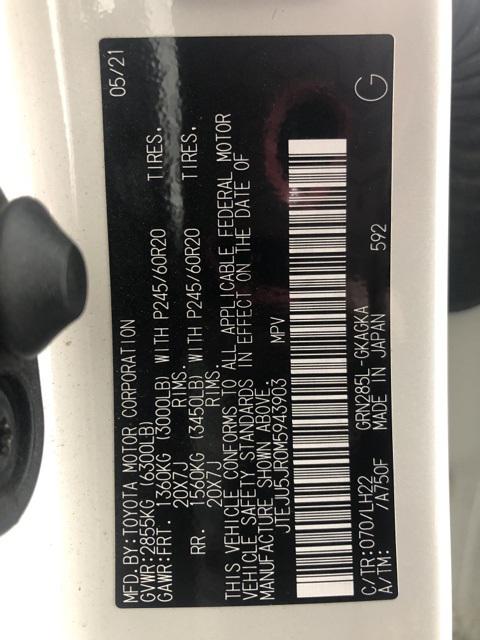 MFD.BY:TOYOTA MOTOR CORPORATION 05/21
GVWR:2855KG (6300LB)
GAWR:FRT. 1360KG (3000LB) WITH P245/60R20 TIRES.
20X7J RIMS.
RR. 1560KG (3450LB) WITH P245/60R20 TIRES.
20X7J RIMS.
THIS VEHICLE CONFORMS TO ALL APPLICABLE FEDERAL MOTOR
VEHICLE SAFETY STANDARDS IN EFFECT ON THE DATE OF
MANUFACTURE SHOWN ABOVE.
JTEJU5JR0M5943903 MPV
GRN285L-GKAGKA
C/TR:070/LH22 MADE IN JAPAN 592
A/TM: /A750F G